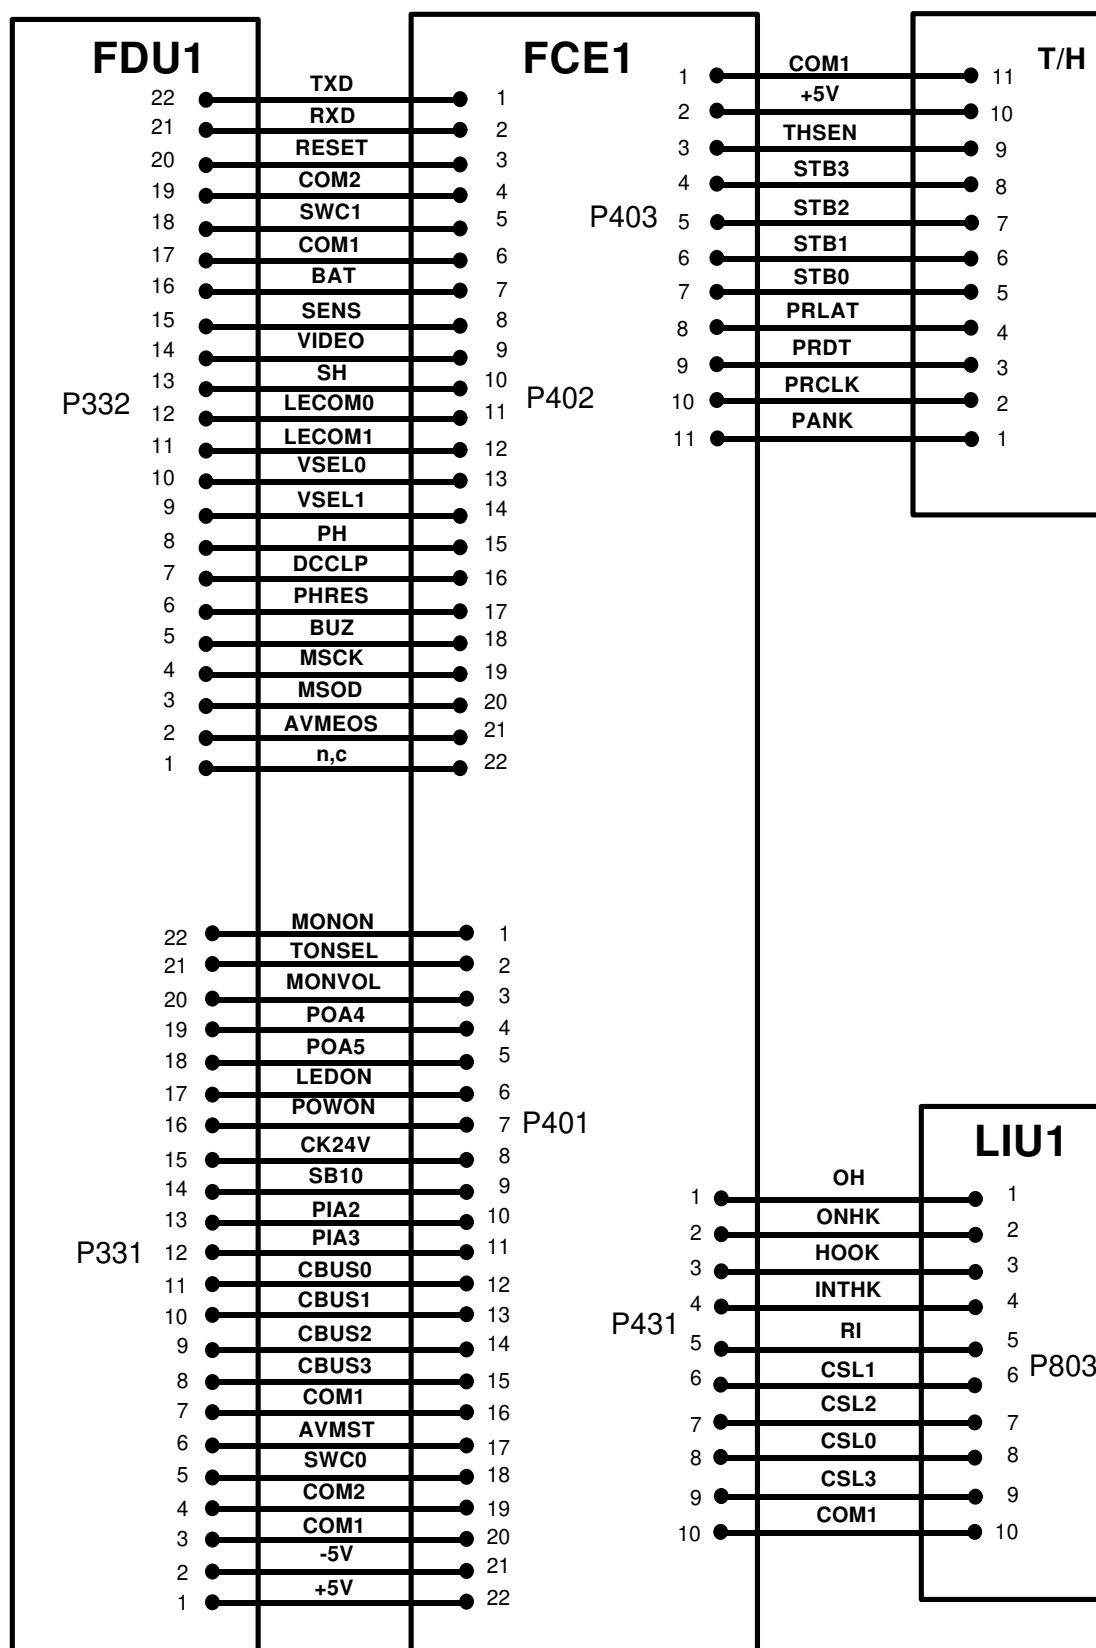 FDU1
FCE1
T/H
22 TXD 1
21 RXD 2
20 RESET 3
19 COM2 4
18 SWC1 5
17 COM1 6
16 BAT 7
15 SENS 8
14 VIDEO 9
13 SH 10
P332
P402
12 LECOM0 11
11 LECOM1 12
10 VSEL0 13
9 VSEL1 14
8 PH 15
7 DCCLP 16
6 PHRES 17
5 BUZ 18
4 MSCK 19
3 MSOD 20
2 AVMEOS 21
1 n,c 22
1 COM1 11
2 +5V 10
3 THSEN 9
4 STB3 8
P403
5 STB2 7
6 STB1 6
7 STB0 5
8 PRLAT 4
9 PRDT 3
10 PRCLK 2
11 PANK 1
22 MONON 1
21 TONSEL 2
20 MONVOL 3
19 POA4 4
18 POA5 5
17 LEDON 6
16 POWON 7
P401
15 CK24V 8
14 SB10 9
13 PIA2 10
P331
12 PIA3 11
11 CBUS0 12
10 CBUS1 13
9 CBUS2 14
8 CBUS3 15
7 COM1 16
6 AVMST 17
5 SWC0 18
4 COM2 19
3 COM1 20
2 -5V 21
1 +5V 22
LIU1
1 OH 1
2 ONHK 2
3 HOOK 3
4 INTHK 4
P431
5 RI 5
P803
6 CSL1 6
7 CSL2 7
8 CSL0 8
9 CSL3 9
10 COM1 10